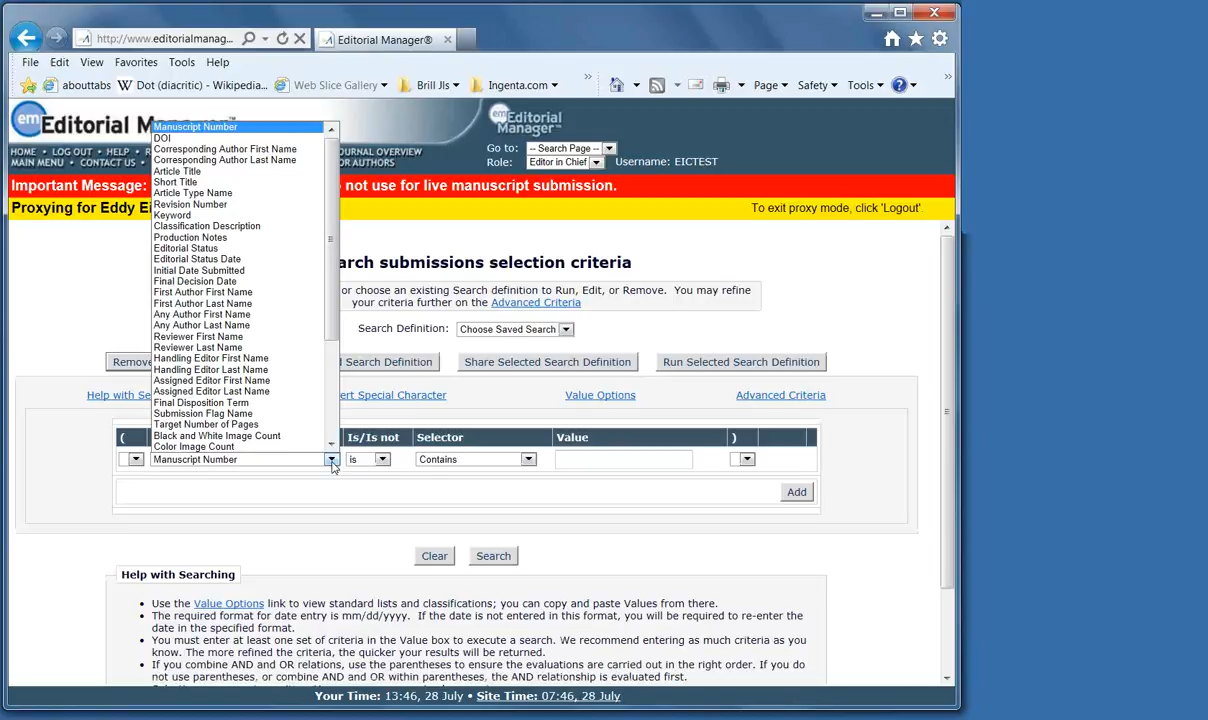 http://www.editorialmanag...
Editorial Manager®
File Edit View Favorites Tools Help
abouttabs Dot (diacritic) - Wikipedia... Web Slice Gallery Brill Jls Ingenta.com » Page Safety Tools »
em Editorial Ma
em Editorial Manager
HOME • LOG OUT • HELP • R
OURNAL OVERVIEW
MAIN MENU • CONTACT US •
R AUTHORS
Go to: -- Search Page --
Role: Editor in Chief Username: EICTEST
Important Message: not use for live manuscript submission.
Proxying for Eddy Ei
To exit proxy mode, click 'Logout'.
Manuscript Number
DOI
Corresponding Author First Name
Corresponding Author Last Name
Article Title
Short Title
Article Type Name
Revision Number
Keyword
Classification Description
Production Notes
Editorial Status
Editorial Status Date
Initial Date Submitted
Final Decision Date
First Author First Name
First Author Last Name
Any Author First Name
Any Author Last Name
Reviewer First Name
Reviewer Last Name
Handling Editor First Name
Handling Editor Last Name
Assigned Editor First Name
Assigned Editor Last Name
Final Disposition Term
Submission Flag Name
Target Number of Pages
Black and White Image Count
Color Image Count
arch submissions selection criteria
or choose an existing Search definition to Run, Edit, or Remove. You may refine
your criteria further on the Advanced Criteria
Search Definition: Choose Saved Search
Remove d Search Definition Share Selected Search Definition Run Selected Search Definition
Help with Se ert Special Character Value Options Advanced Criteria
( Is/Is not Selector Value )
Manuscript Number is Contains
Add
Clear Search
Help with Searching
• Use the Value Options link to view standard lists and classifications; you can copy and paste Values from there.
• The required format for date entry is mm/dd/yyyy. If the date is not entered in this format, you will be required to re-enter the
date in the specified format.
• You must enter at least one set of criteria in the Value box to execute a search. We recommend entering as much criteria as you
know. The more refined the criteria, the quicker your results will be returned.
• If you combine AND and OR relations, use the parentheses to ensure the evaluations are carried out in the right order. If you do
not use parentheses, or combine AND and OR within parentheses, the AND relationship is evaluated first.
Your Time: 13:46, 28 July • Site Time: 07:46, 28 July